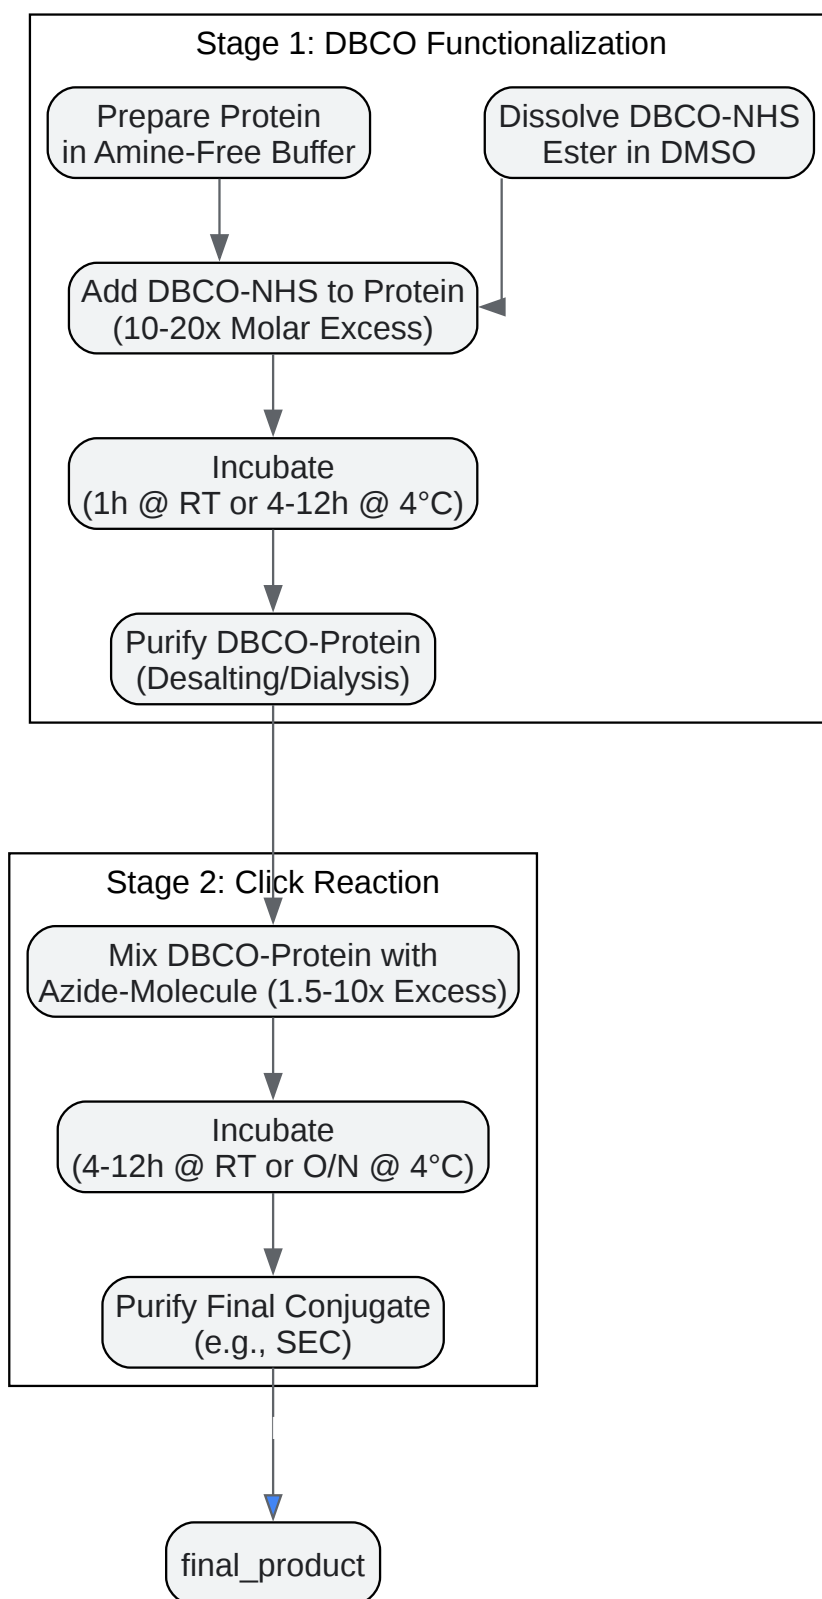 Stage 1: DBCO Functionalization
Prepare Protein
in Amine-Free Buffer
Dissolve DBCO-NHS
Ester in DMSO
Add DBCO-NHS to Protein
(10-20x Molar Excess)
Incubate
(1h @ RT or 4-12h @ 4°C)
Purify DBCO-Protein
(Desalting/Dialysis)
Stage 2: Click Reaction
Mix DBCO-Protein with
Azide-Molecule (1.5-10x Excess)
Incubate
(4-12h @ RT or O/N @ 4°C)
Purify Final Conjugate
(e.g., SEC)
final_product